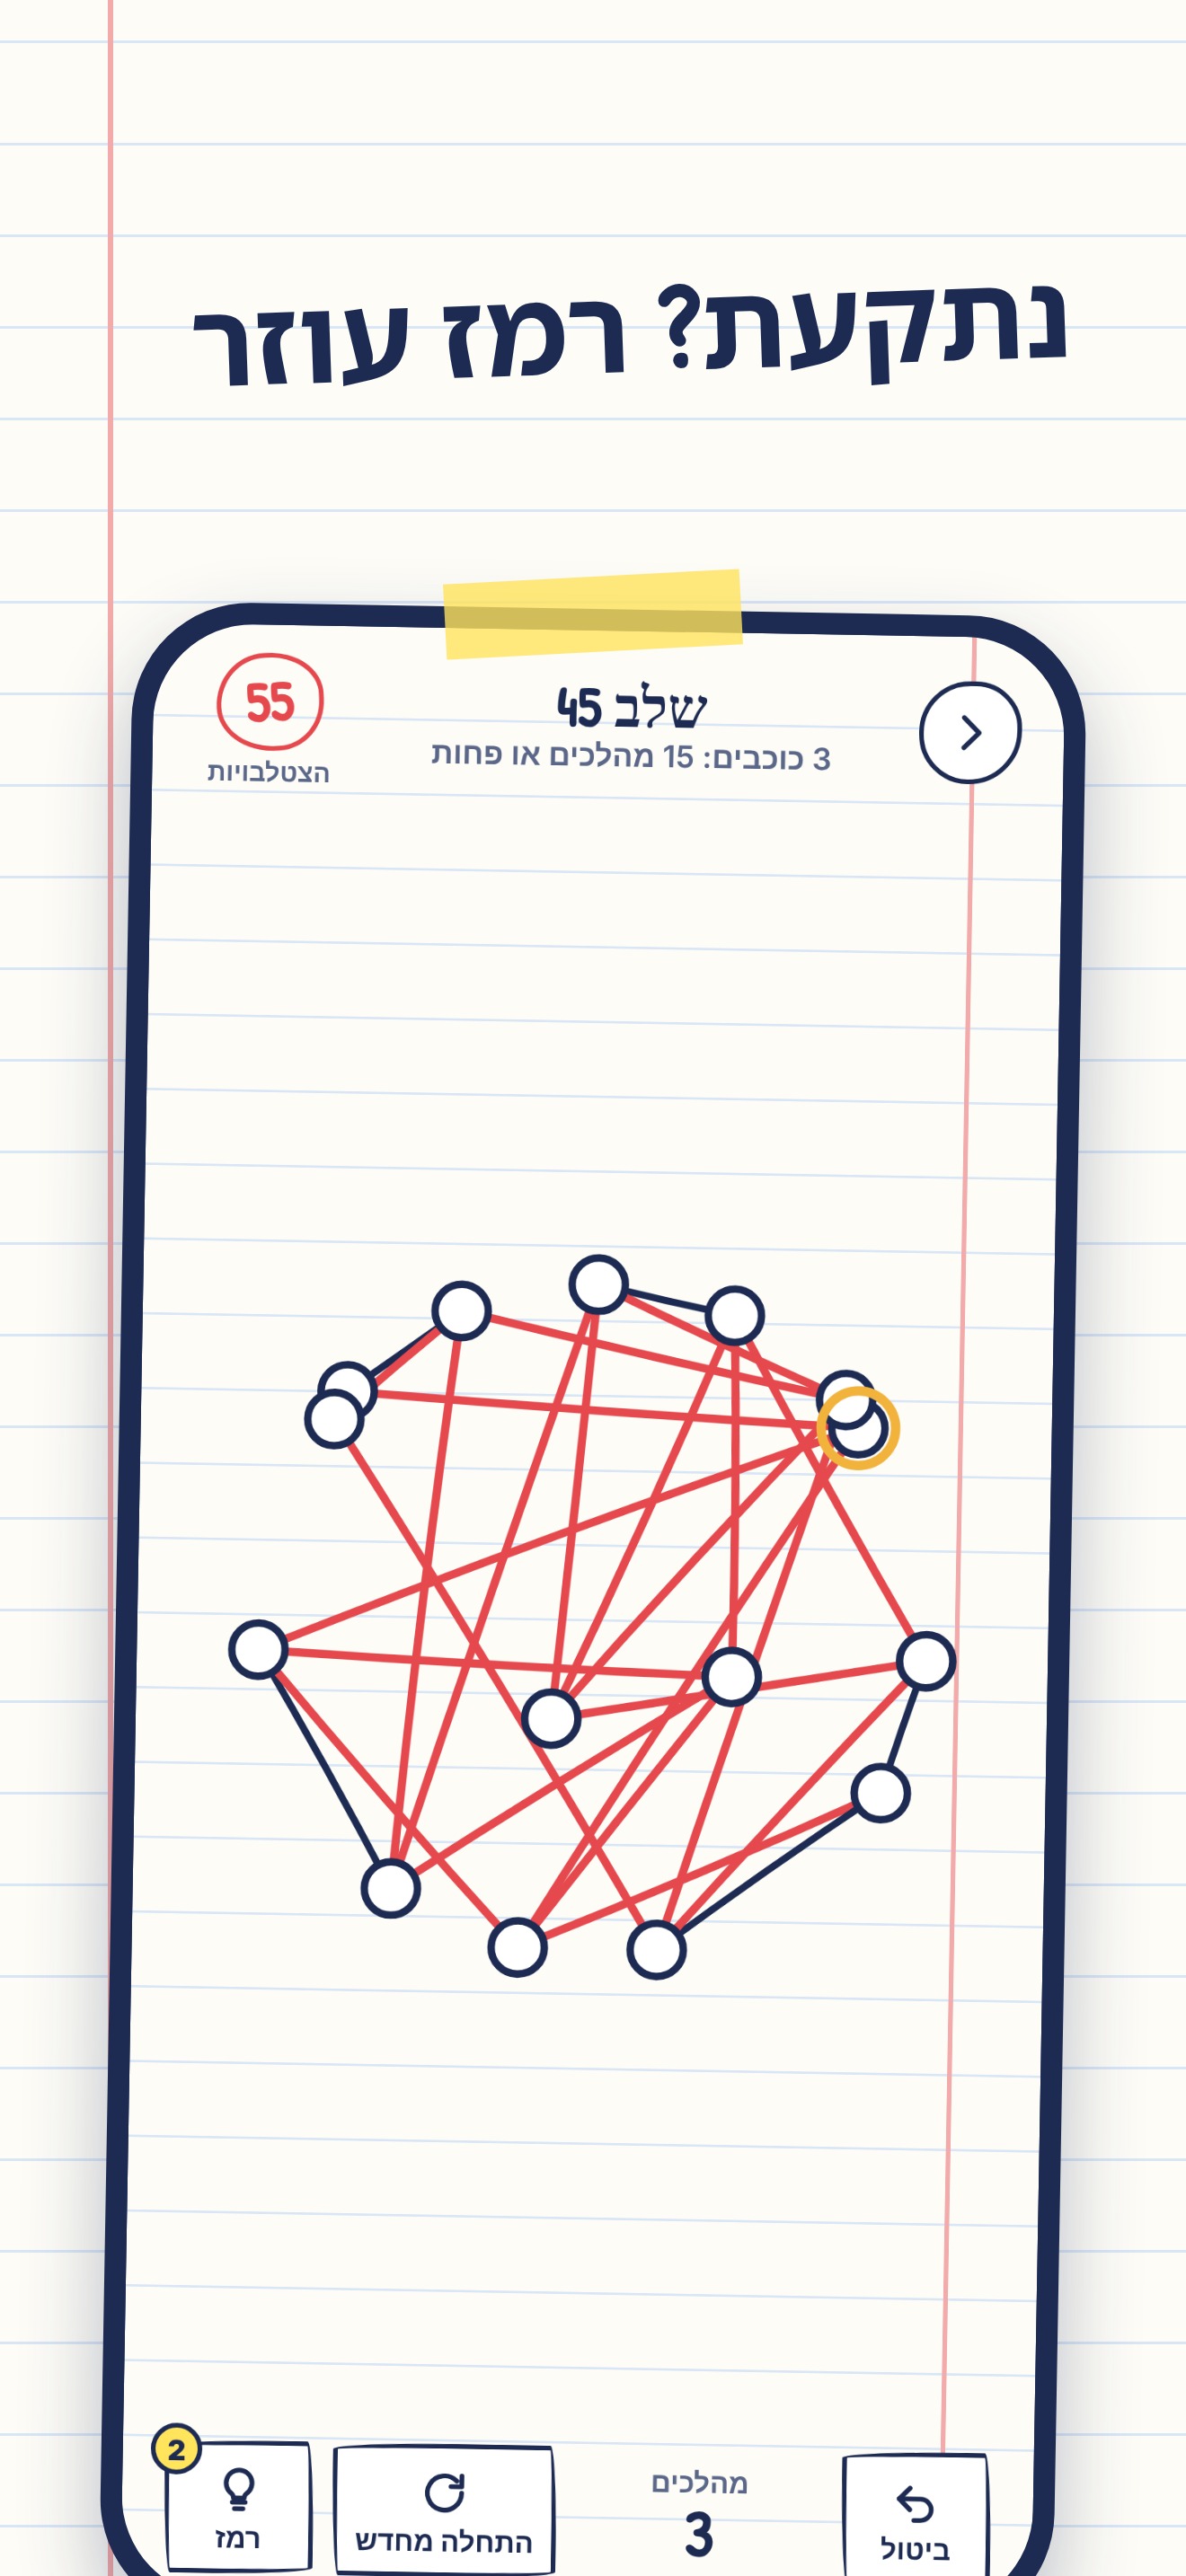 נתקעת? רמז עוזר
שלב 45
3 כוכבים: 15 מהלכים או פחות
55
הצטלבויות
ביטול
מהלכים
3
התחלה מחדש
רמז
2